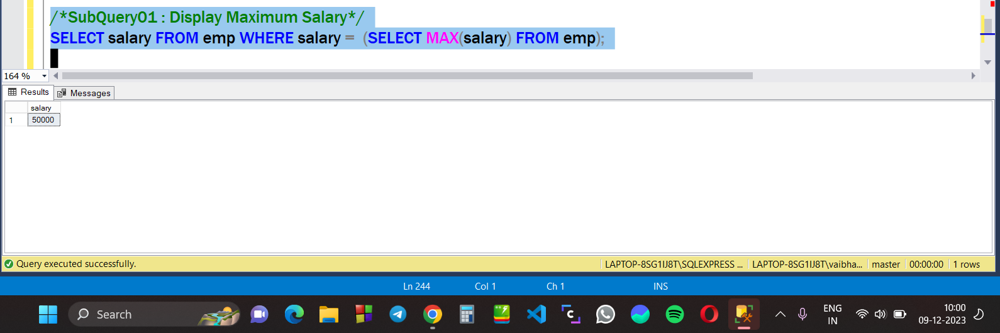 /*SubQuery01 : Display Maximum Salary*/
SELECT salary FROM emp WHERE salary = (SELECT MAX(salary) FROM emp);
164 %
Results Messages
salary
1 50000
Query executed successfully. LAPTOP-8SG1IJ8T\SQLEXPRESS ... LAPTOP-8SG1IJ8T\vaibha... master 00:00:00 1 rows
Ln 244 Col 1 Ch 1 INS
Search ENG 10:00
IN 09-12-2023